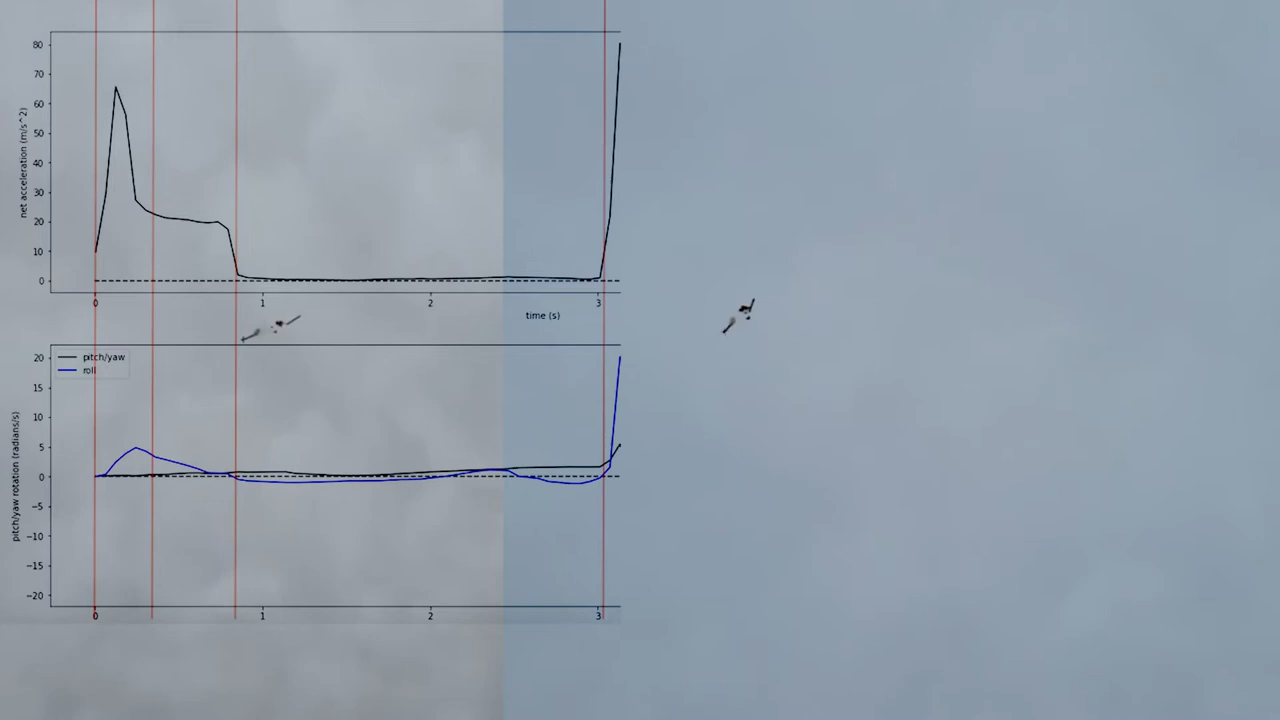 80
70
60
50
40
30
20
10
0
net acceleration (m/s^2)
0 1 2 3
time (s)
pitch/yaw
roll
20
15
10
5
0
−5
−10
−15
−20
pitch/yaw rotation (radians/s)
0 1 2 3